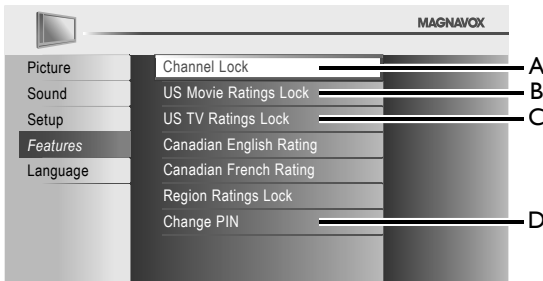 MAGNAVOX
Picture
Sound
Setup
Features
Language
Channel Lock
US Movie Ratings Lock
US TV Ratings Lock
Canadian English Rating
Canadian French Rating
Region Ratings Lock
Change PIN
A
B
C
D